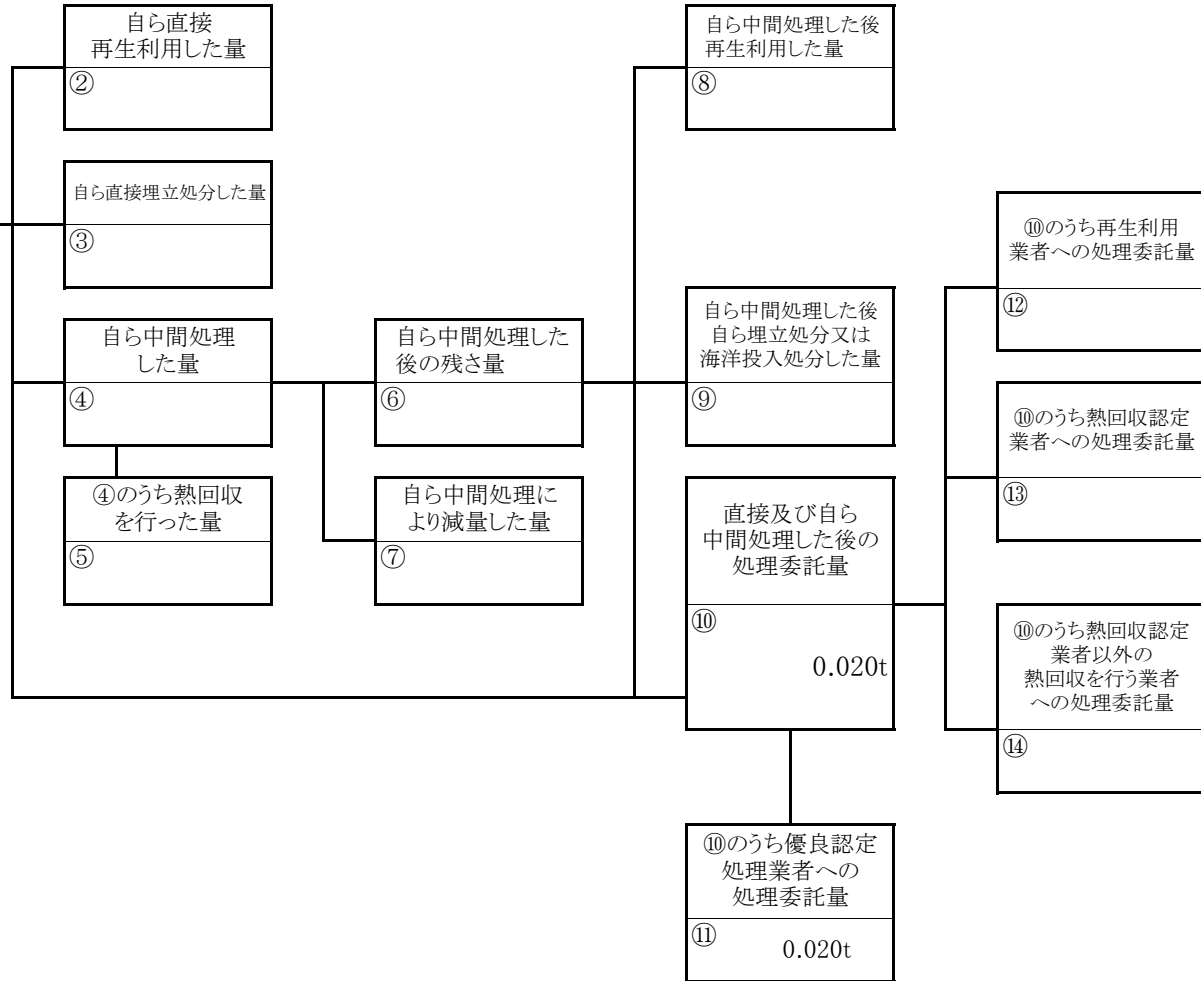 自ら直接
再生利用した量
②
自ら直接埋立処分した量
③
自ら中間処理
した量
④
④のうち熱回収
を行った量
⑤
自ら中間処理した
後の残さ量
⑥
自ら中間処理に
より減量した量
⑦
自ら中間処理した後
再生利用した量
⑧
自ら中間処理した後
自ら埋立処分又は
海洋投入処分した量
⑨
直接及び自ら
中間処理した後の
処理委託量
⑩
0.020t
⑩のうち優良認定
処理業者への
処理委託量
⑪ 0.020t
⑩のうち再生利用
業者への処理委託量
⑫
⑩のうち熱回収認定
業者への処理委託量
⑬
⑩のうち熱回収認定
業者以外の
熱回収を行う業者
への処理委託量
⑭